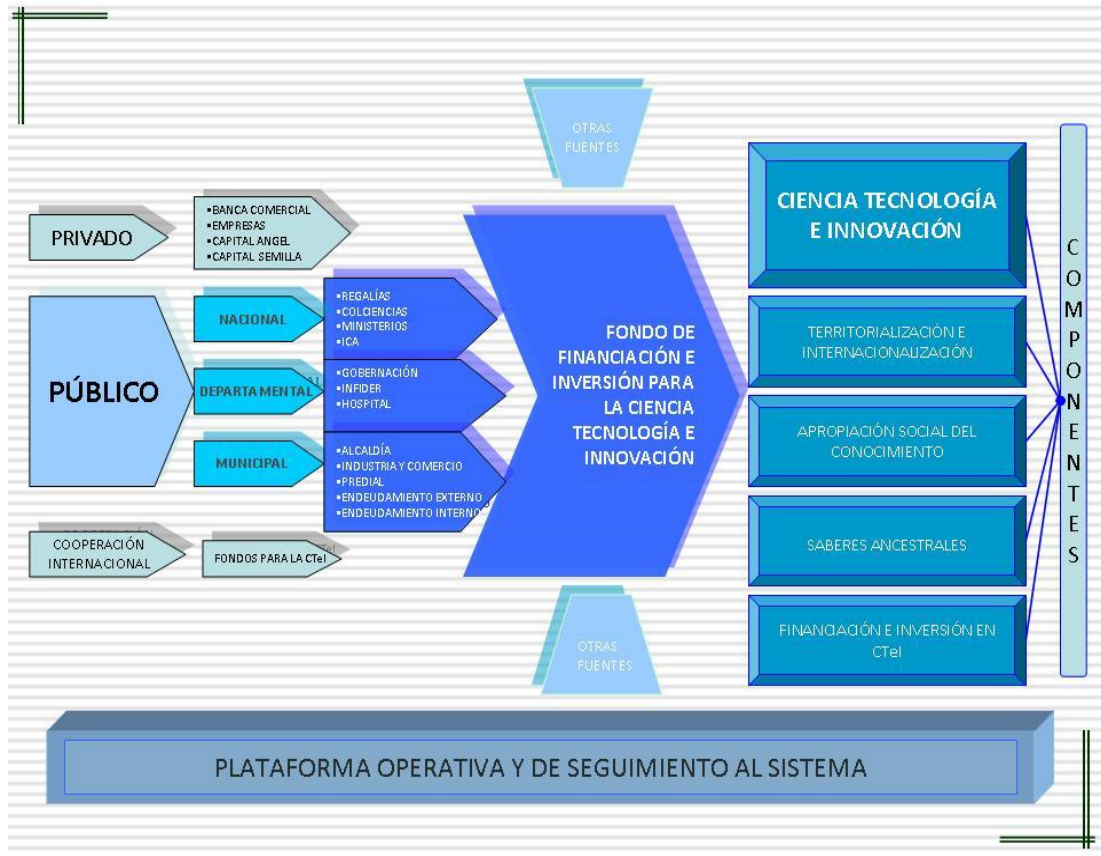 OTRAS
FUENTES
PRIVADO
▪BANCA COMERCIAL
▪EMPRESAS
▪CAPITAL ANGEL
▪CAPITAL SEMILLA
PÚBLICO
NACIONAL
▪REGALÍAS
▪COLCIENCIAS
▪MINISTERIOS
▪ICA
DEPARTAMENTAL
▪GOBERNACIÓN
▪INFIDER
▪HOSPITAL
MUNICIPAL
▪ALCALDÍA
▪INDUSTRIA Y COMERCIO
▪PREDIAL
▪ENDEUDAMIENTO EXTERNO
▪ENDEUDAMIENTO INTERNO
COOPERACIÓN
INTERNACIONAL
FONDOS PARA LA CTeI
FONDO DE
FINANCIACIÓN E
INVERSIÓN PARA
LA CIENCIA
TECNOLOGÍA E
INNOVACIÓN
OTRAS
FUENTES
CIENCIA TECNOLOGÍA
E INNOVACIÓN
TERRITORIALIZACIÓN E
INTERNACIONALIZACIÓN
APROPIACIÓN SOCIAL DEL
CONOCIMIENTO
SABERES ANCESTRALES
FINANCIACIÓN E INVERSIÓN EN
CTeI
COMPONENTES
PLATAFORMA OPERATIVA Y DE SEGUIMIENTO AL SISTEMA